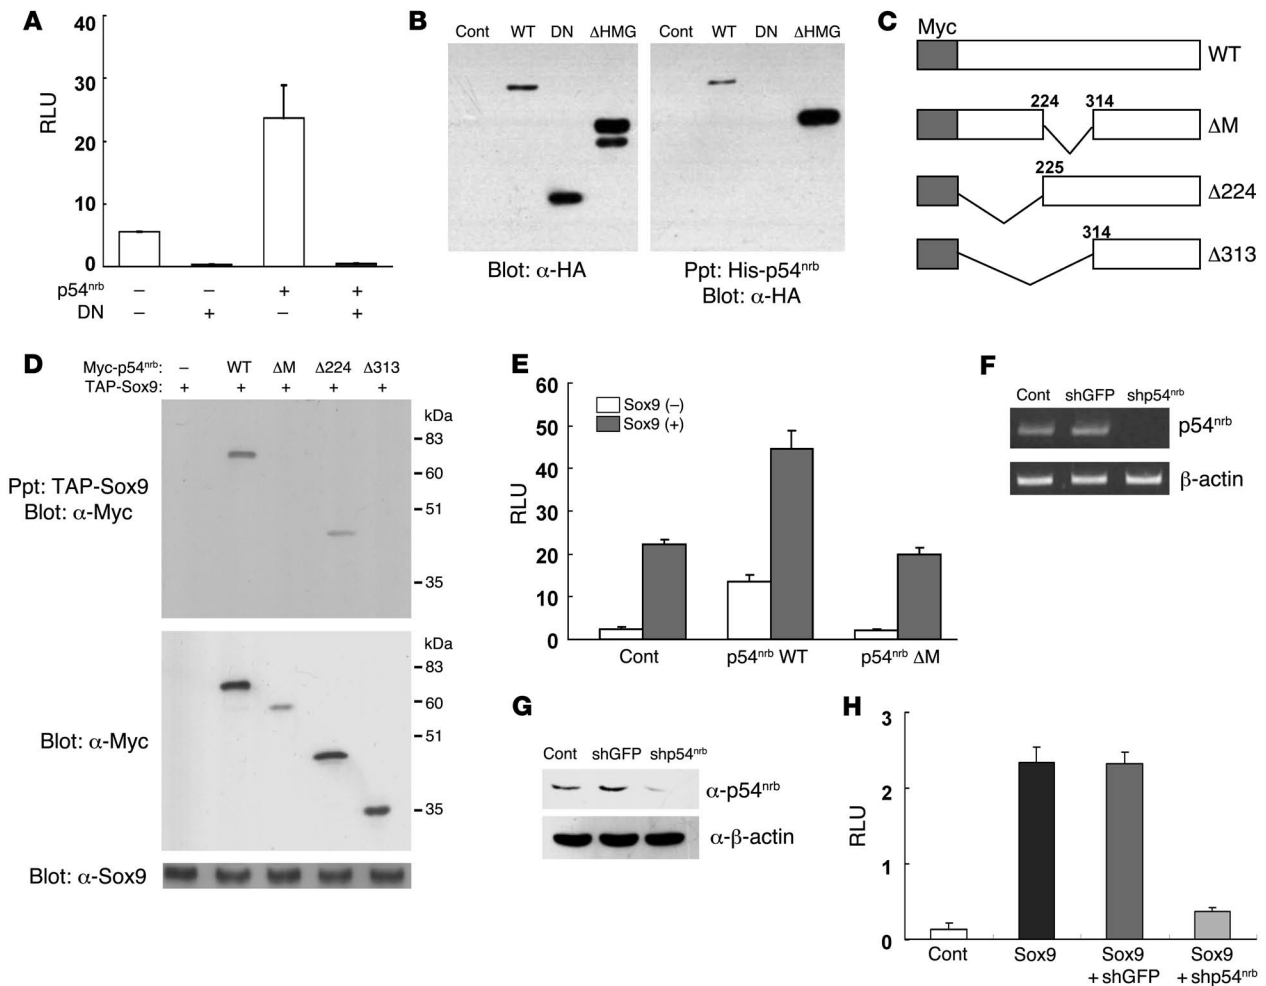 A
RLU
40
30
20
10
0
p54nrb – – + +
DN – + – +
B
Cont WT DN ΔHMG
Cont WT DN ΔHMG
Blot: α-HA
Ppt: His-p54nrb
Blot: α-HA
C
Myc
WT
224 314
ΔM
225
Δ224
314
Δ313
D
Myc-p54nrb: – WT ΔM Δ224 Δ313
TAP-Sox9: + + + + +
kDa
83
60
51
35
Ppt: TAP-Sox9
Blot: α-Myc
kDa
83
60
51
35
Blot: α-Myc
Blot: α-Sox9
E
RLU
60
50
40
30
20
10
0
Sox9 (–)
Sox9 (+)
Cont p54nrb WT p54nrb ΔM
F
Cont shGFP shp54nrb
p54nrb
β-actin
G
Cont shGFP shp54nrb
α-p54nrb
α-β-actin
H
RLU
3
2
1
0
Cont Sox9 Sox9 Sox9
+ shGFP + shp54nrb